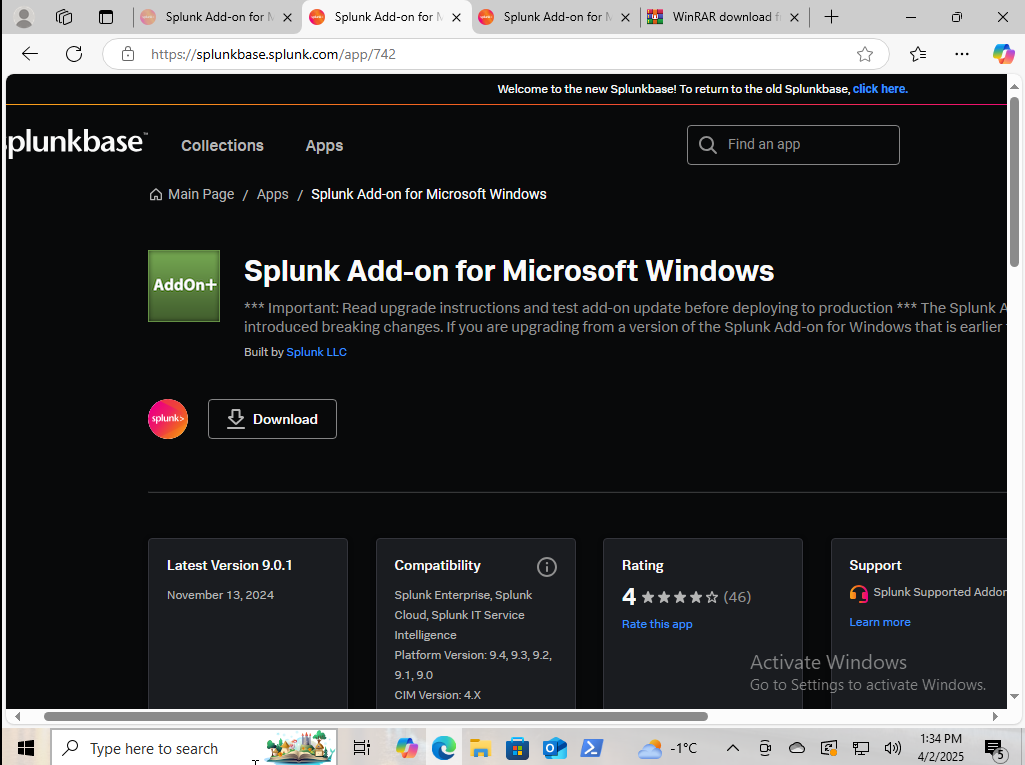 Splunk Add-on for M
Splunk Add-on for M
Splunk Add-on for M
WinRAR download f
https://splunkbase.splunk.com/app/742
Welcome to the new Splunkbase! To return to the old Splunkbase, click here.
splunkbase™
Collections
Apps
Find an app
Main Page / Apps / Splunk Add-on for Microsoft Windows
AddOn+
Splunk Add-on for Microsoft Windows
*** Important: Read upgrade instructions and test add-on update before deploying to production *** The Splunk A
introduced breaking changes. If you are upgrading from a version of the Splunk Add-on for Windows that is earlier
Built by Splunk LLC
splunk>
Download
Latest Version 9.0.1
November 13, 2024
Compatibility
Splunk Enterprise, Splunk
Cloud, Splunk IT Service
Intelligence
Platform Version: 9.4, 9.3, 9.2,
9.1, 9.0
CIM Version: 4.X
Rating
4 (46)
Rate this app
Support
Splunk Supported Addon
Learn more
Activate Windows
Go to Settings to activate Windows.
Type here to search
-1°C
1:34 PM
4/2/2025
5